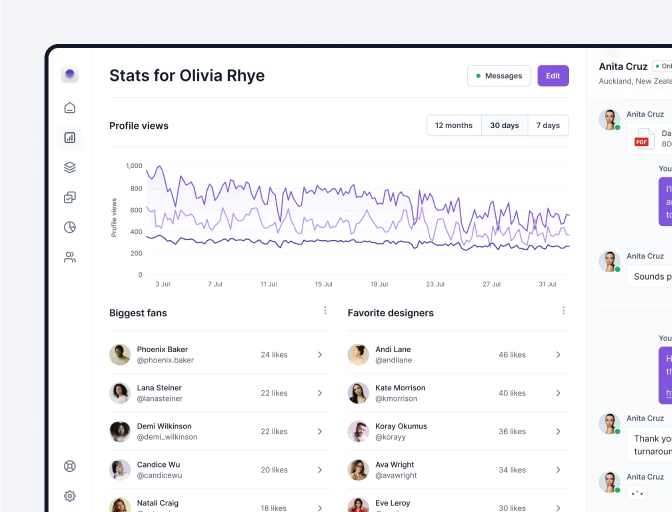 Stats for Olivia Rhye
Messages
Edit
Profile views
12 months
30 days
7 days
Profile views
1,000
800
600
400
200
0
3 Jul
7 Jul
11 Jul
15 Jul
19 Jul
23 Jul
27 Jul
31 Jul
Biggest fans
Phoenix Baker
@phoenix.baker
24 likes
Lana Steiner
@lanasteiner
22 likes
Demi Wilkinson
@demi_wilkinson
22 likes
Candice Wu
@candicewu
20 likes
Natali Craig
18 likes
Favorite designers
Andi Lane
@andilane
46 likes
Kate Morrison
@kmorrison
40 likes
Koray Okumus
@korayy
36 likes
Ava Wright
@avawright
34 likes
Eve Leroy
30 likes
Anita Cruz
Auckland, New Zeala
Anita Cruz
PDF
You
Anita Cruz
Sounds
You
Anita Cruz
Thank you
turnaroun
Anita Cruz